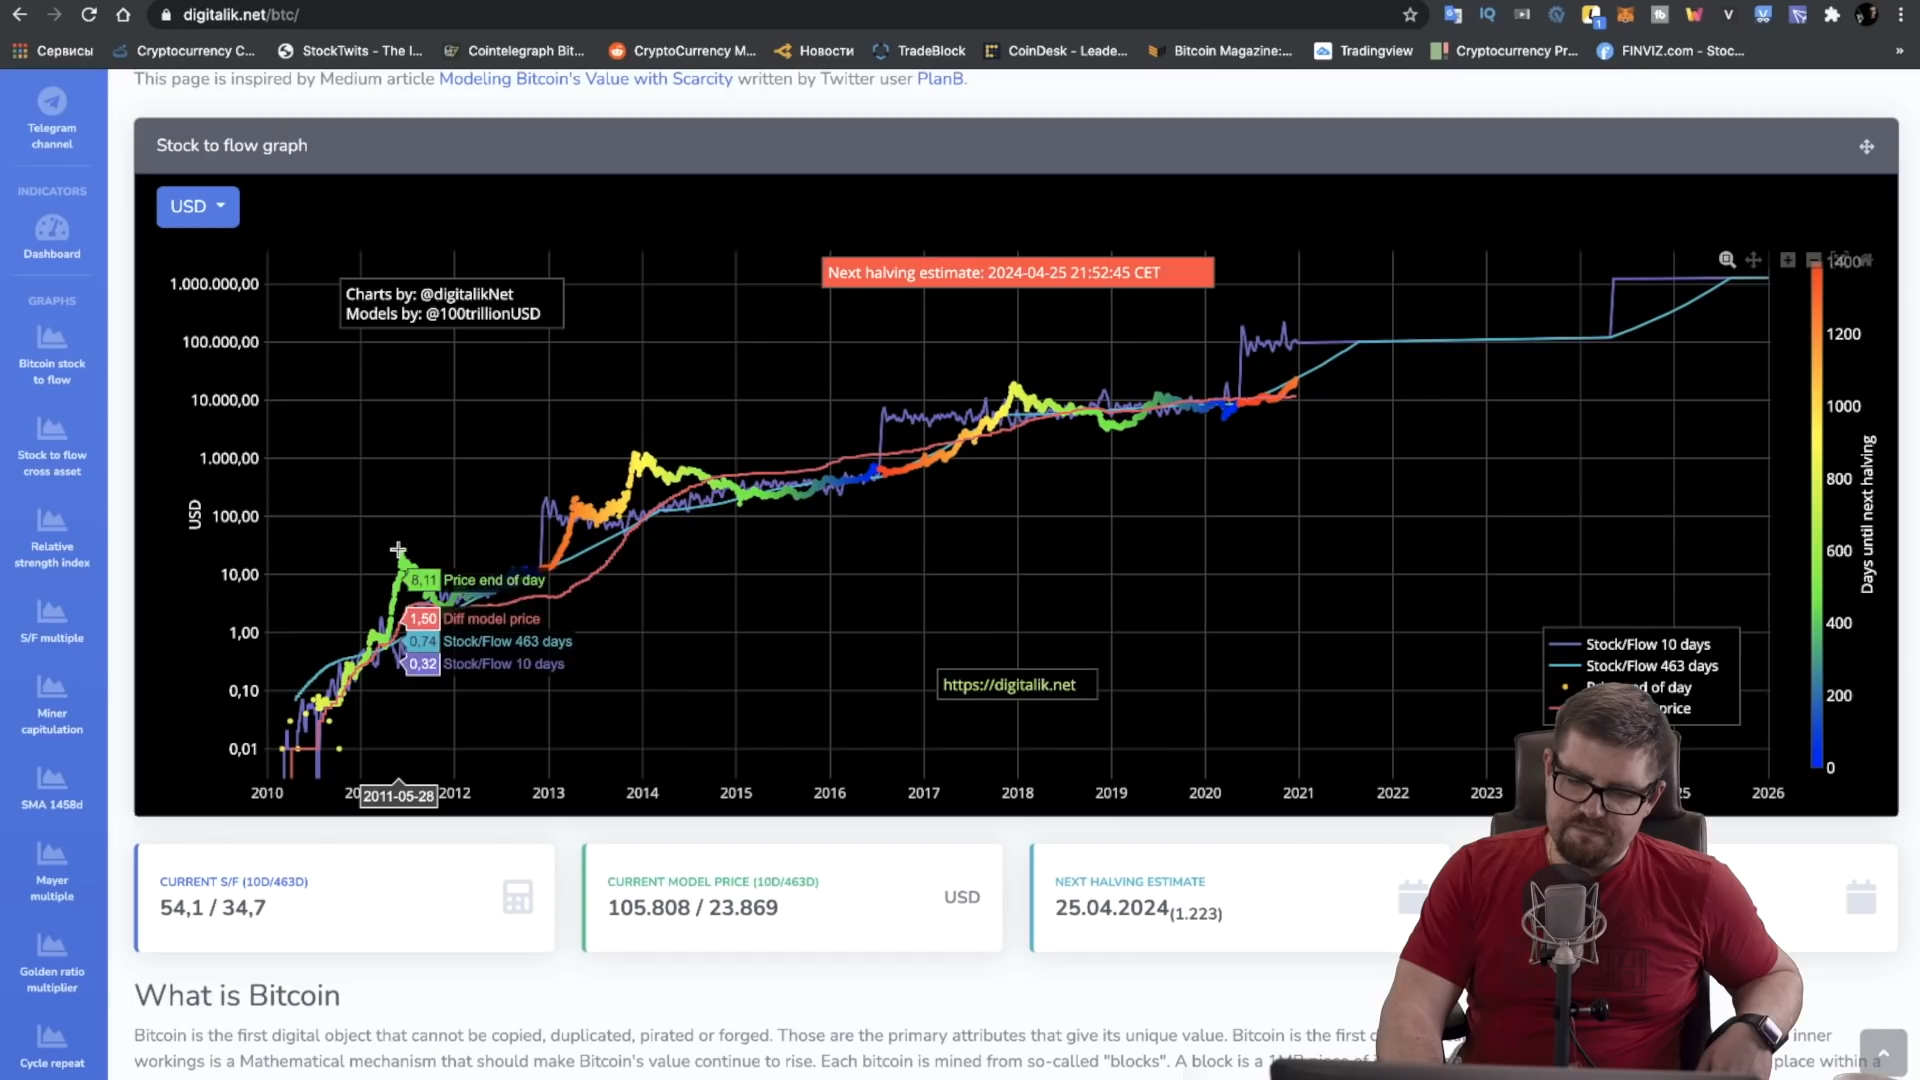 digitalik.net/btc/
Сервисы
Cryptocurrency C...
StockTwits - The I...
Cointelegraph Bit...
CryptoCurrency M...
Новости
TradeBlock
CoinDesk - Leade...
Bitcoin Magazine:...
Tradingview
Cryptocurrency Pr...
FINVIZ.com - Stoc...
»
This page is inspired by Medium article Modeling Bitcoin's Value with Scarcity written by Twitter user PlanB.
Telegram
channel
INDICATORS
Dashboard
GRAPHS
Bitcoin stock
to flow
Stock to flow
cross asset
Relative
strength index
S/F multiple
Miner
capitulation
SMA 1458d
Mayer
multiple
Golden ratio
multiplier
Cycle repeat
Stock to flow graph
USD
Charts by: @digitalikNet
Models by: @100trillionUSD
Next halving estimate: 2024-04-25 21:52:45 CET
1.000.000,00
100.000,00
10.000,00
1.000,00
100,00
10,00
1,00
0,10
0,01
USD
8,11 Price end of day
1,50 Diff model price
0,74 Stock/Flow 463 days
0,32 Stock/Flow 10 days
https://digitalik.net
Stock/Flow 10 days
Stock/Flow 463 days
end of day
price
1400
1200
1000
800
600
400
200
0
Days until next halving
2010
2011-05-28
2012
2013
2014
2015
2016
2017
2018
2019
2020
2021
2022
2023
2026
CURRENT S/F (10D/463D)
54,1 / 34,7
CURRENT MODEL PRICE (10D/463D)
105.808 / 23.869
USD
NEXT HALVING ESTIMATE
25.04.2024(1.223)
What is Bitcoin
Bitcoin is the first digital object that cannot be copied, duplicated, pirated or forged. Those are the primary attributes that give its unique value. Bitcoin is the first inner
workings is a Mathematical mechanism that should make Bitcoin's value continue to rise. Each bitcoin is mined from so-called "blocks". A block is a place within a